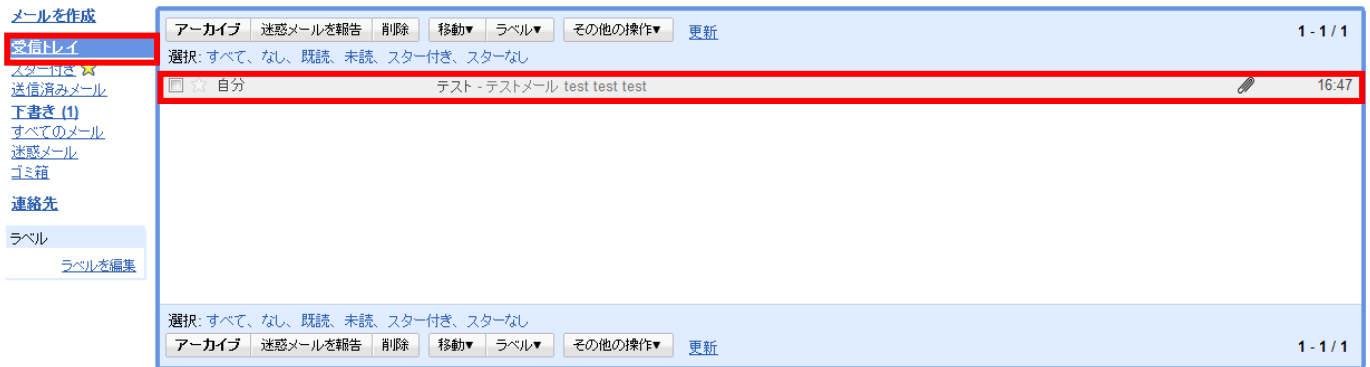 メールを作成
受信トレイ
スター付き
送信済みメール
下書き (1)
すべてのメール
迷惑メール
ゴミ箱
連絡先
ラベル
ラベルを編集
アーカイブ 迷惑メールを報告 削除 移動▼ ラベル▼ その他の操作▼ 更新 1 - 1 / 1
選択: すべて、なし、既読、未読、スター付き、スターなし
自分 テスト - テストメール test test test 16:47
選択: すべて、なし、既読、未読、スター付き、スターなし
アーカイブ 迷惑メールを報告 削除 移動▼ ラベル▼ その他の操作▼ 更新 1 - 1 / 1